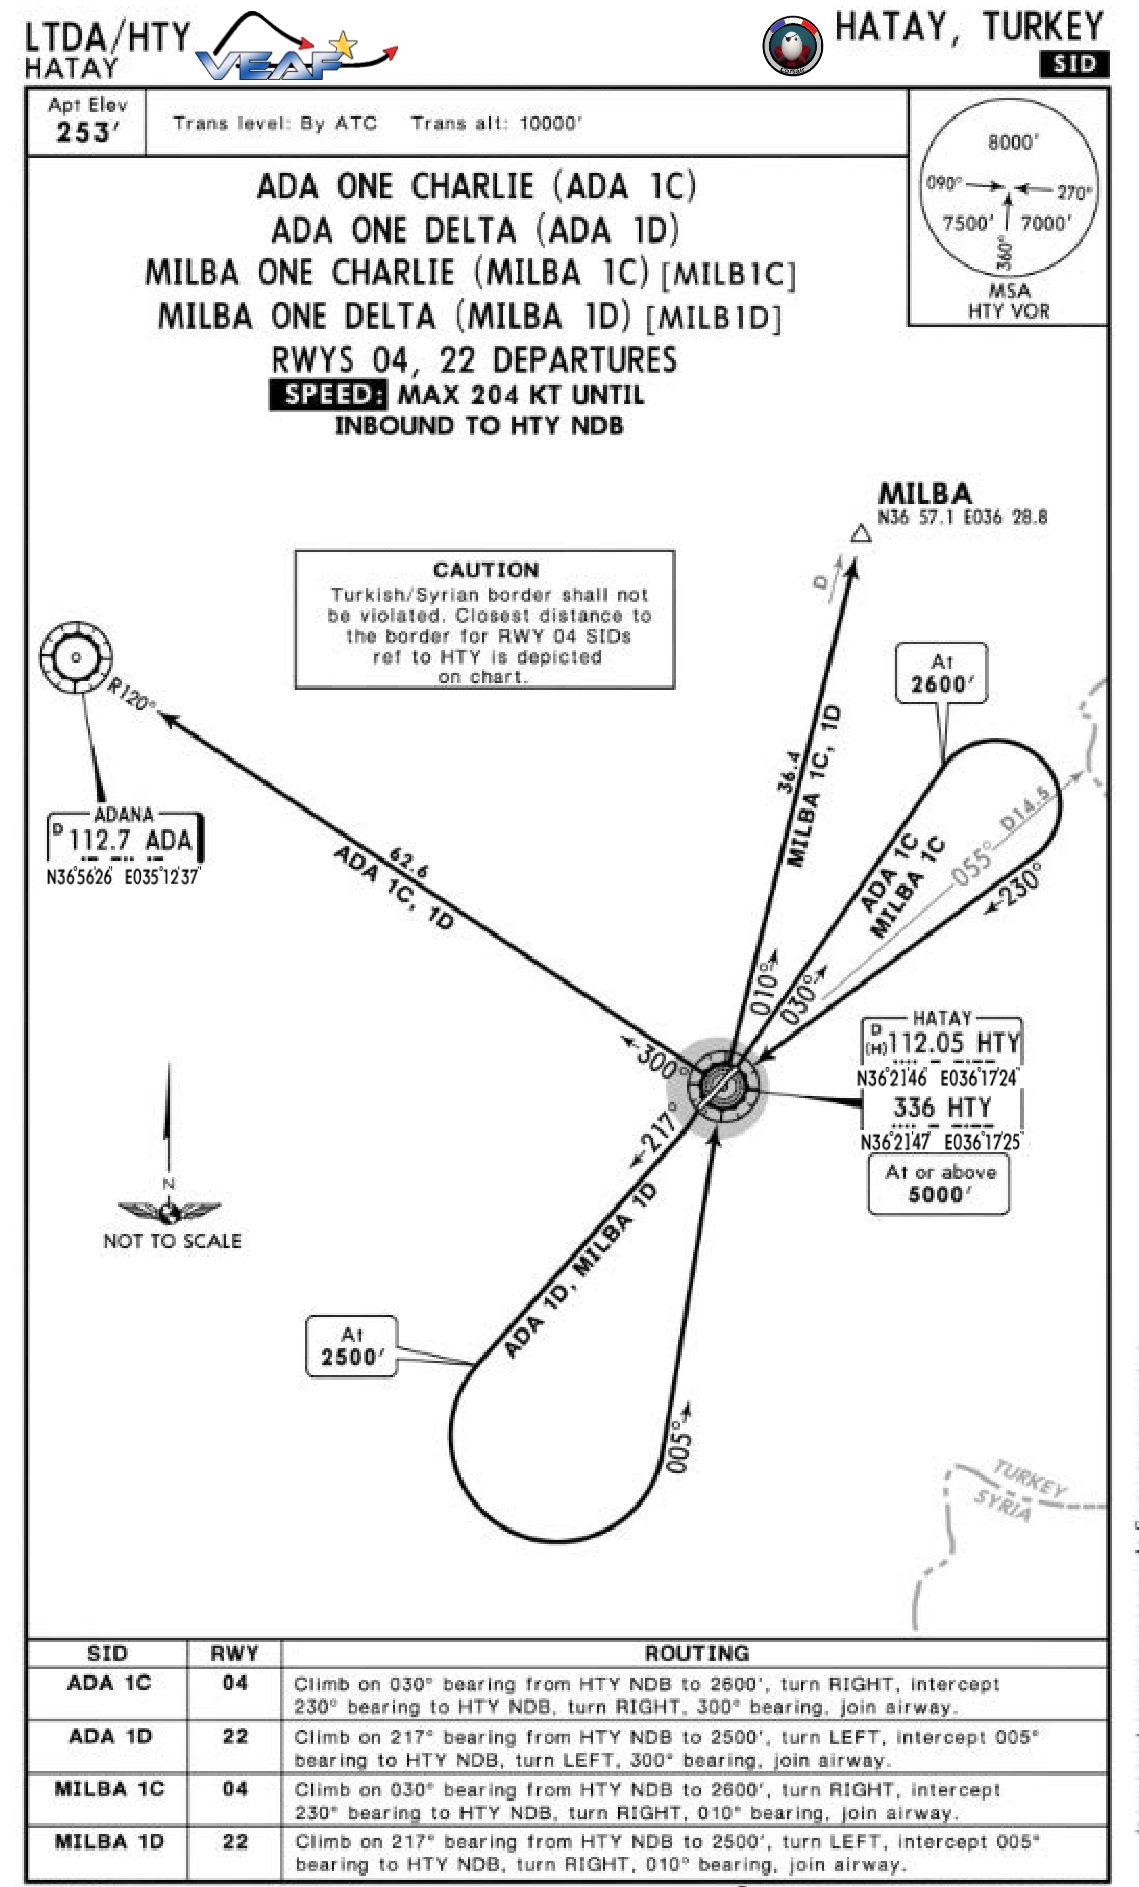 LTDA/HTY
HATAY
VEAF
HATAY, TURKEY
SID
Apt Elev
253'
Trans level: By ATC Trans alt: 10000'
8000'
090°
270°
7500'
7000'
360°
MSA
HTY VOR
ADA ONE CHARLIE (ADA 1C)
ADA ONE DELTA (ADA 1D)
MILBA ONE CHARLIE (MILBA 1C) [MILB1C]
MILBA ONE DELTA (MILBA 1D) [MILB1D]
RWYS 04, 22 DEPARTURES
SPEED: MAX 204 KT UNTIL
INBOUND TO HTY NDB
MILBA
N36 57.1 E036 28.8
D
CAUTION
Turkish/Syrian border shall not
be violated. Closest distance to
the border for RWY 04 SIDs
ref to HTY is depicted
on chart.
At
2600'
R120°
ADANA
D 112.7 ADA
N36°56'26" E035°12'37"
62.6
ADA 1C, 1D
36.4
MILBA 1C, 1D
ADA 1C
MILBA 1C
055°
D14.5
230°
010°
030°
300°
217°
HATAY
D
(H) 112.05 HTY
N36°21'46" E036°17'24"
336 HTY
N36°21'47" E036°17'25"
At or above
5000'
N
NOT TO SCALE
ADA 1D, MILBA 1D
At
2500'
005°
TURKEY
SYRIA
SID RWY ROUTING
ADA 1C 04 Climb on 030° bearing from HTY NDB to 2600', turn RIGHT, intercept
230° bearing to HTY NDB, turn RIGHT, 300° bearing, join airway.
ADA 1D 22 Climb on 217° bearing from HTY NDB to 2500', turn LEFT, intercept 005°
bearing to HTY NDB, turn LEFT, 300° bearing, join airway.
MILBA 1C 04 Climb on 030° bearing from HTY NDB to 2600', turn RIGHT, intercept
230° bearing to HTY NDB, turn RIGHT, 010° bearing, join airway.
MILBA 1D 22 Climb on 217° bearing from HTY NDB to 2500', turn LEFT, intercept 005°
bearing to HTY NDB, turn RIGHT, 010° bearing, join airway.